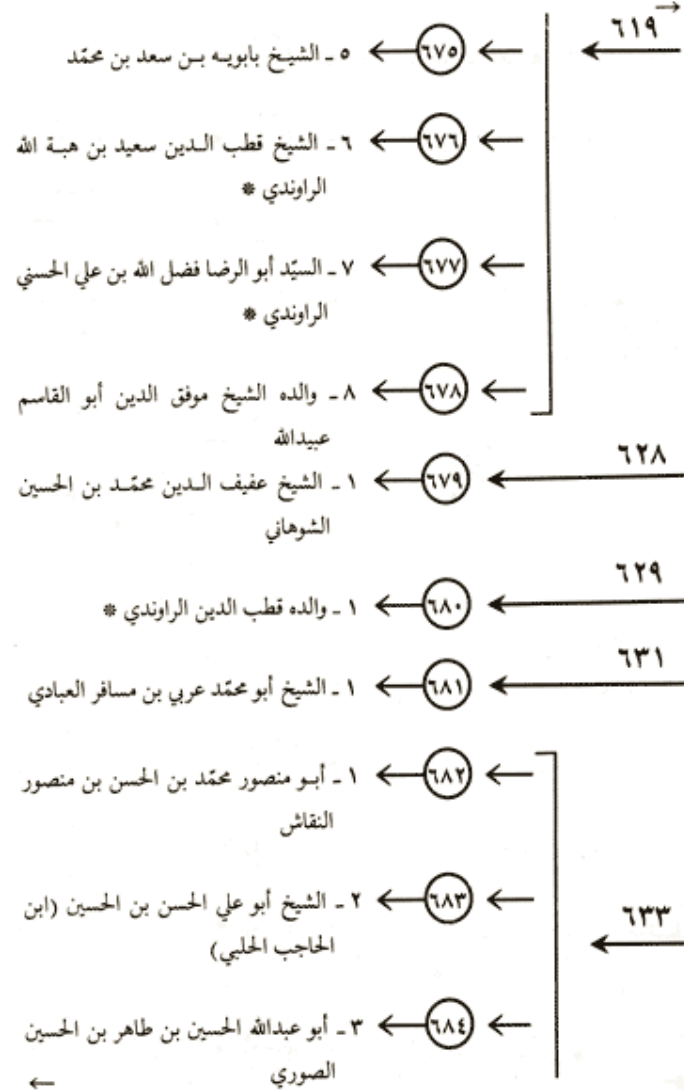 →
٦١٩
٦٧٥ ٥ ـ الشيخ بابويه بن سعد بن محمّد
٦٧٦ ٦ ـ الشيخ قطب الدين سعيد بن هبة الله
الراوندي *
٦٧٧ ٧ ـ السيّد أبو الرضا فضل الله بن علي الحسني
الراوندي *
٦٧٨ ٨ ـ والده الشيخ موفق الدين أبو القاسم
عبيدالله
٦٢٨
٦٧٩ ١ ـ الشيخ عفيف الدين محمّد بن الحسين
الشوهاني
٦٢٩
٦٨٠ ١ ـ والده قطب الدين الراوندي *
٦٣١
٦٨١ ١ ـ الشيخ أبو محمّد عربي بن مسافر العبادي
٦٨٢ ١ ـ أبو منصور محمّد بن الحسن بن منصور
النقاش
٦٣٣
٦٨٣ ٢ ـ الشيخ أبو علي الحسن بن الحسين (ابن
الحاجب الحلبي)
٦٨٤ ٣ ـ أبو عبدالله الحسين بن طاهر بن الحسين
الصوري
←